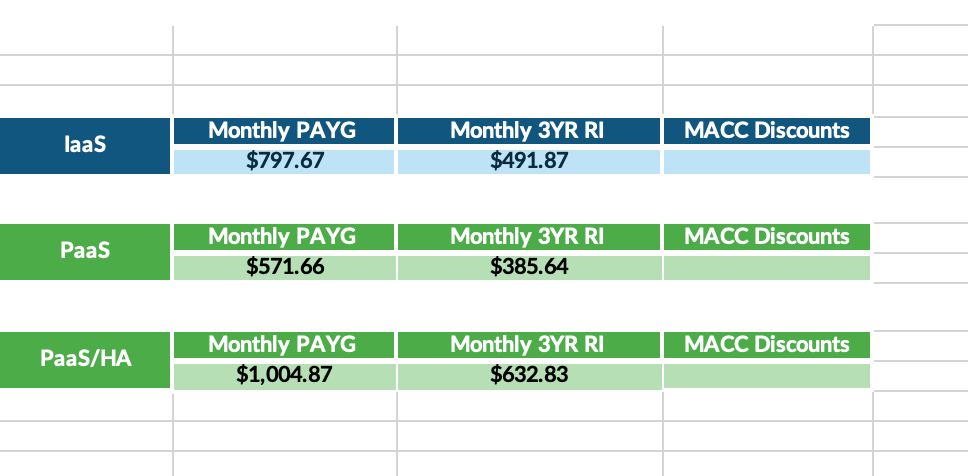 IaaS
Monthly PAYG Monthly 3YR RI MACC Discounts
$797.67 $491.87
PaaS
Monthly PAYG Monthly 3YR RI MACC Discounts
$571.66 $385.64
PaaS/HA
Monthly PAYG Monthly 3YR RI MACC Discounts
$1,004.87 $632.83